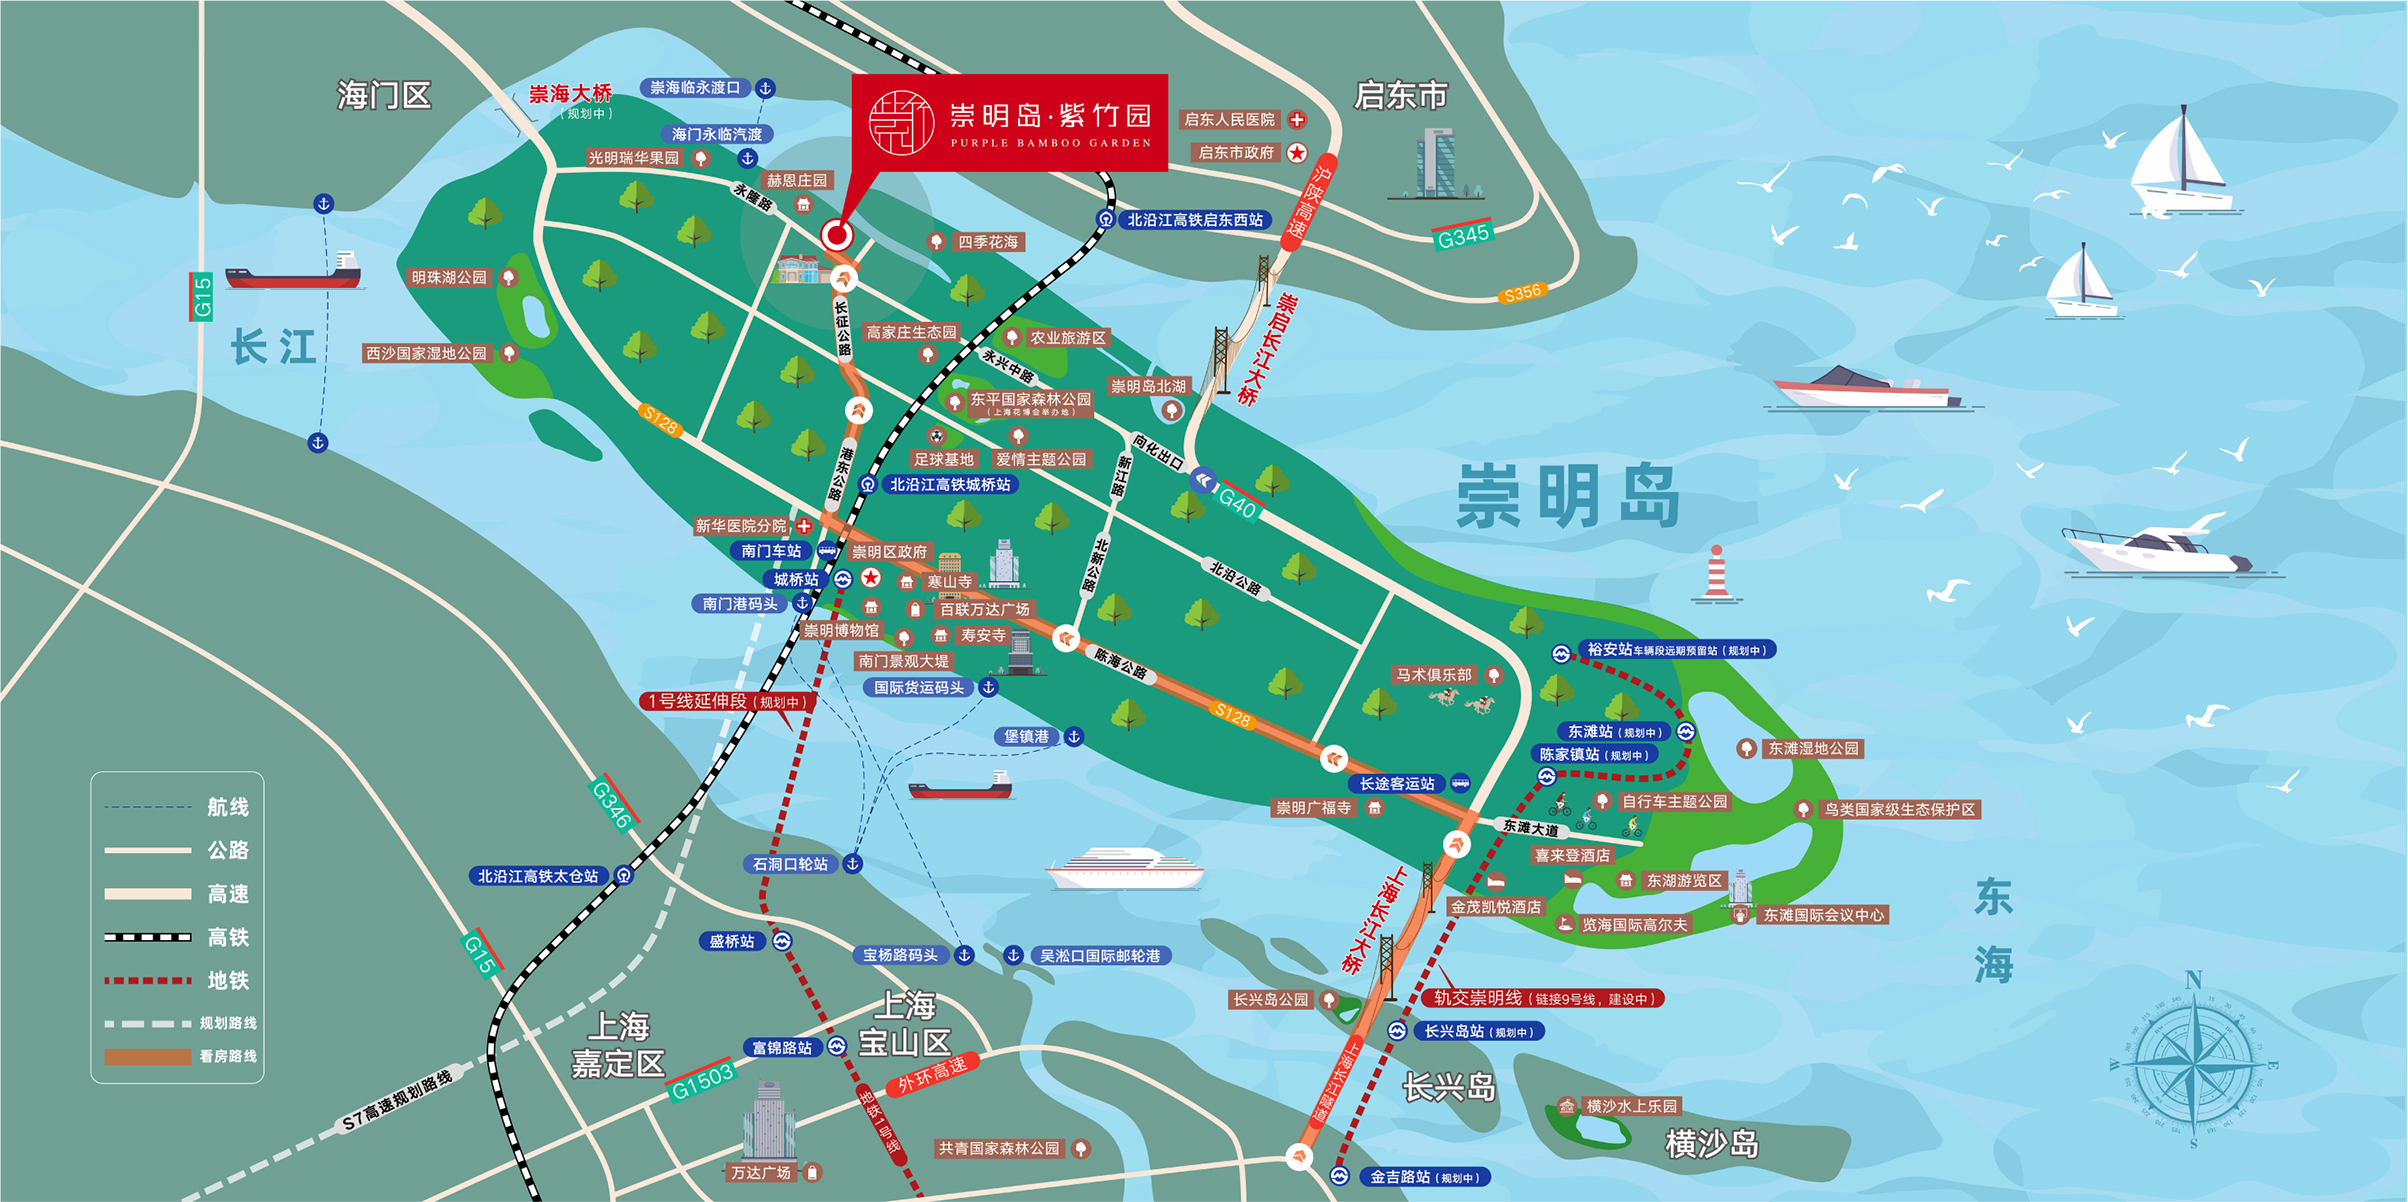 海门区
崇海大桥
(规划中)
崇海临永渡口
海门永临汽渡
光明瑞华果园
永隆路
赫恩庄园
崇明岛·紫竹园
PURPLE BAMBOO GARDEN
启东人民医院
启东市政府
启东市
沪陕高速
G345
S356
北沿江高铁启东西站
四季花海
G15
长江
明珠湖公园
西沙国家湿地公园
长征公路
高家庄生态园
农业旅游区
永兴中路
崇启长江大桥
崇明岛北湖
东平国家森林公园
(上海花博会举办地)
S128
足球基地
爱情主题公园
向化出口
新江路
港东公路
北沿江高铁城桥站
G40
崇明岛
新华医院分院
南门车站
崇明区政府
城桥站
寒山寺
北新公路
北沿公路
南门港码头
百联万达广场
崇明博物馆
寿安寺
南门景观大堤
陈海公路
国际货运码头
1号线延伸段(规划中)
堡镇港
S128
马术俱乐部
裕安站车辆段远期预留站(规划中)
东滩站(规划中)
陈家镇站(规划中)
东滩湿地公园
长途客运站
崇明广福寺
自行车主题公园
鸟类国家级生态保护区
东滩大道
喜来登酒店
东湖游览区
金茂凯悦酒店
览海国际高尔夫
东滩国际会议中心
东海
航线
公路
高速
高铁
地铁
规划路线
看房路线
G346
北沿江高铁太仓站
石洞口轮站
G15
盛桥站
宝杨路码头
吴淞口国际邮轮港
上海长江大桥
轨交崇明线(链接9号线，建设中)
长兴岛公园
长兴岛站(规划中)
上海
嘉定区
上海
宝山区
富锦路站
G1503
外环高速
上海长江隧道
长兴岛
横沙水上乐园
横沙岛
S7高速规划路线
地铁1号线
万达广场
共青国家森林公园
金吉路站(规划中)
N
E
S
W